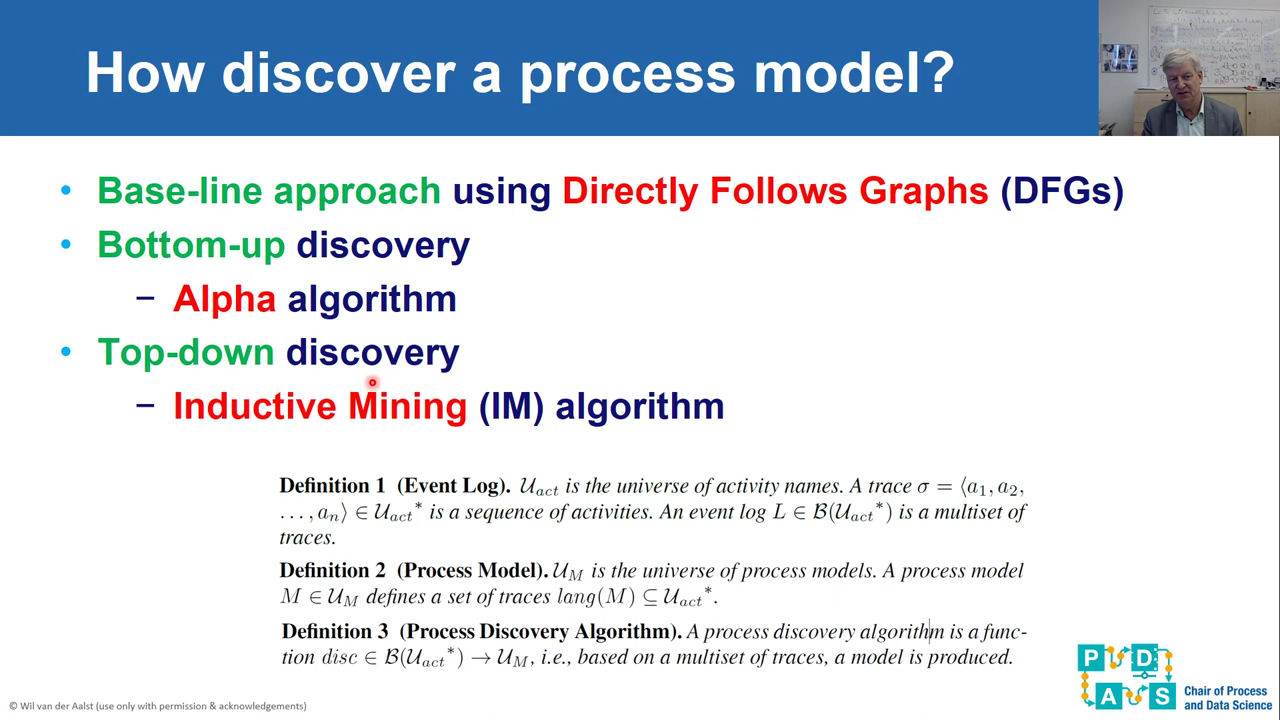 How discover a process model?
• Base-line approach using Directly Follows Graphs (DFGs)
• Bottom-up discovery
– Alpha algorithm
• Top-down discovery
– Inductive Mining (IM) algorithm
Definition 1 (Event Log). 𝒰act is the universe of activity names. A trace σ = ⟨a₁, a₂,
…, aₙ⟩ ∈ 𝒰act* is a sequence of activities. An event log L ∈ ℬ(𝒰act*) is a multiset of
traces.
Definition 2 (Process Model). 𝒰M is the universe of process models. A process model
M ∈ 𝒰M defines a set of traces lang(M) ⊆ 𝒰act*.
Definition 3 (Process Discovery Algorithm). A process discovery algorithm is a func-
tion disc ∈ ℬ(𝒰act*) → 𝒰M, i.e., based on a multiset of traces, a model is produced.
P D
A S
Chair of Process
and Data Science
© Wil van der Aalst (use only with permission & acknowledgements)